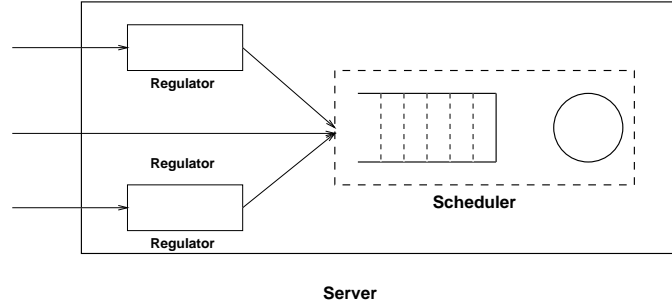 Regulator
Regulator
Regulator
Scheduler
Server